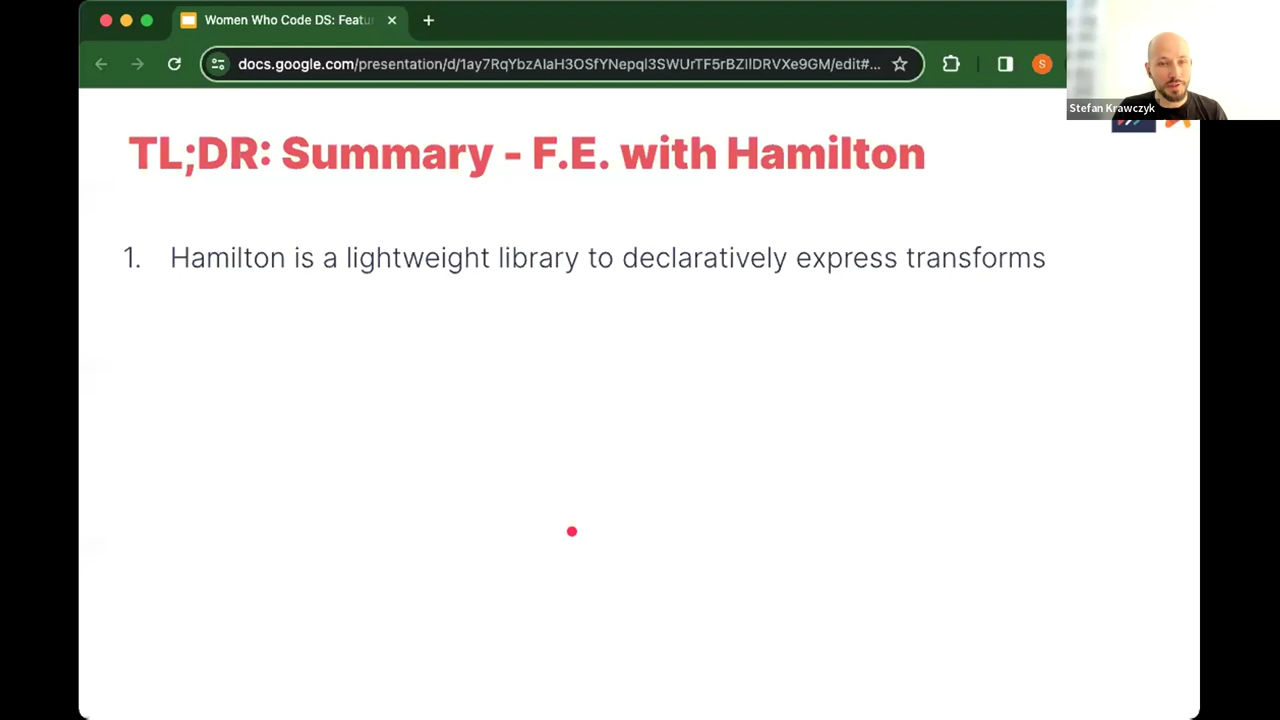 Women Who Code DS: Featu
docs.google.com/presentation/d/1ay7RqYbzAIaH3OSfYNepqI3SWUrTF5rBZIIDRVXe9GM/edit#...
S
Stefan Krawczyk
TL;DR: Summary - F.E. with Hamilton
1. Hamilton is a lightweight library to declaratively express transforms